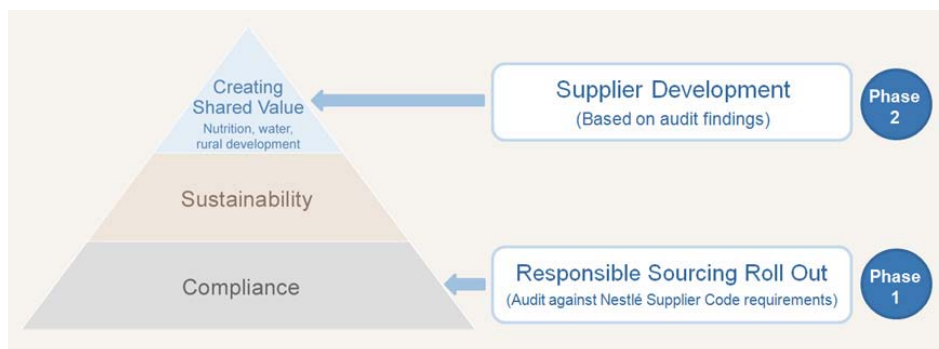 Creating
Shared Value
Nutrition, water,
rural development
Supplier Development
(Based on audit findings)
Phase
2
Sustainability
Compliance
Responsible Sourcing Roll Out
(Audit against Nestlé Supplier Code requirements)
Phase
1